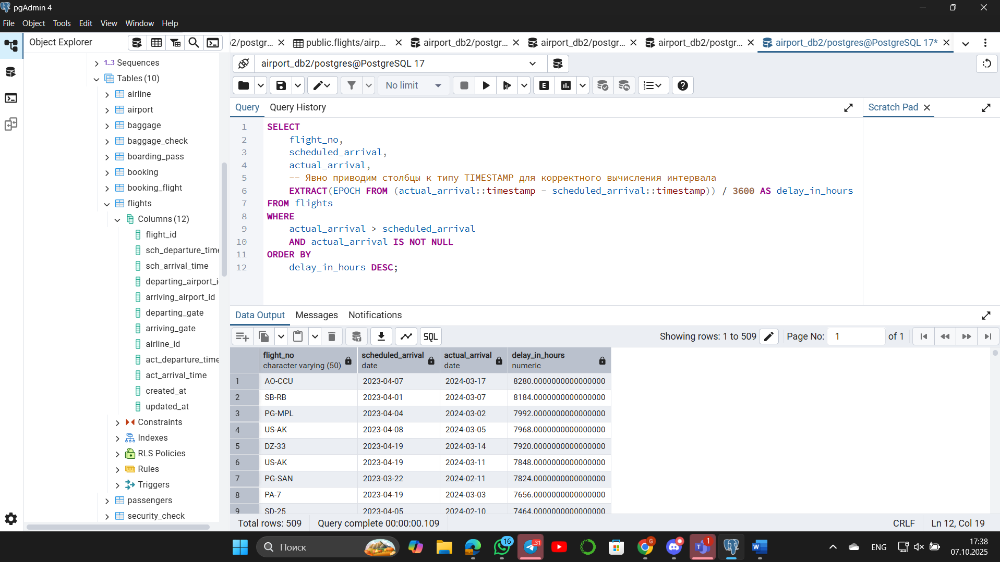 pgAdmin 4
File Object Tools Edit View Window Help
Object Explorer
2/postgr...
public.flights/airp...
airport_db2/postgr...
airport_db2/postgr...
airport_db2/postgr...
airport_db2/postgres@PostgreSQL 17*
1..3 Sequences
Tables (10)
airline
airport
baggage
baggage_check
boarding_pass
booking
booking_flight
flights
Columns (12)
flight_id
sch_departure_time
sch_arrival_time
departing_airport_i
arriving_airport_id
departing_gate
arriving_gate
airline_id
act_departure_time
act_arrival_time
created_at
updated_at
Constraints
Indexes
RLS Policies
Rules
Triggers
passengers
security_check
airport_db2/postgres@PostgreSQL 17
No limit
E
Query Query History
Scratch Pad
1 SELECT
2 flight_no,
3 scheduled_arrival,
4 actual_arrival,
5 -- Явно приводим столбцы к типу TIMESTAMP для корректного вычисления интервала
6 EXTRACT(EPOCH FROM (actual_arrival::timestamp - scheduled_arrival::timestamp)) / 3600 AS delay_in_hours
7 FROM flights
8 WHERE
9 actual_arrival > scheduled_arrival
10 AND actual_arrival IS NOT NULL
11 ORDER BY
12 delay_in_hours DESC;
Data Output Messages Notifications
SQL
Showing rows: 1 to 509
Page No: 1 of 1
flight_no scheduled_arrival actual_arrival delay_in_hours
character varying (50) date date numeric
1 AO-CCU 2023-04-07 2024-03-17 8280.0000000000000000
2 SB-RB 2023-04-01 2024-03-07 8184.0000000000000000
3 PG-MPL 2023-04-04 2024-03-02 7992.0000000000000000
4 US-AK 2023-04-08 2024-03-05 7968.0000000000000000
5 DZ-33 2023-04-19 2024-03-14 7920.0000000000000000
6 US-AK 2023-04-19 2024-03-11 7848.0000000000000000
7 PG-SAN 2023-03-22 2024-02-11 7824.0000000000000000
8 PA-7 2023-04-19 2024-03-03 7656.0000000000000000
9 SD-25 2023-04-05 2024-02-10 7464.0000000000000000
Total rows: 509 Query complete 00:00:00.109
CRLF Ln 12, Col 19
Поиск
16
31
G
1
T
W
ENG
17:38
07.10.2025